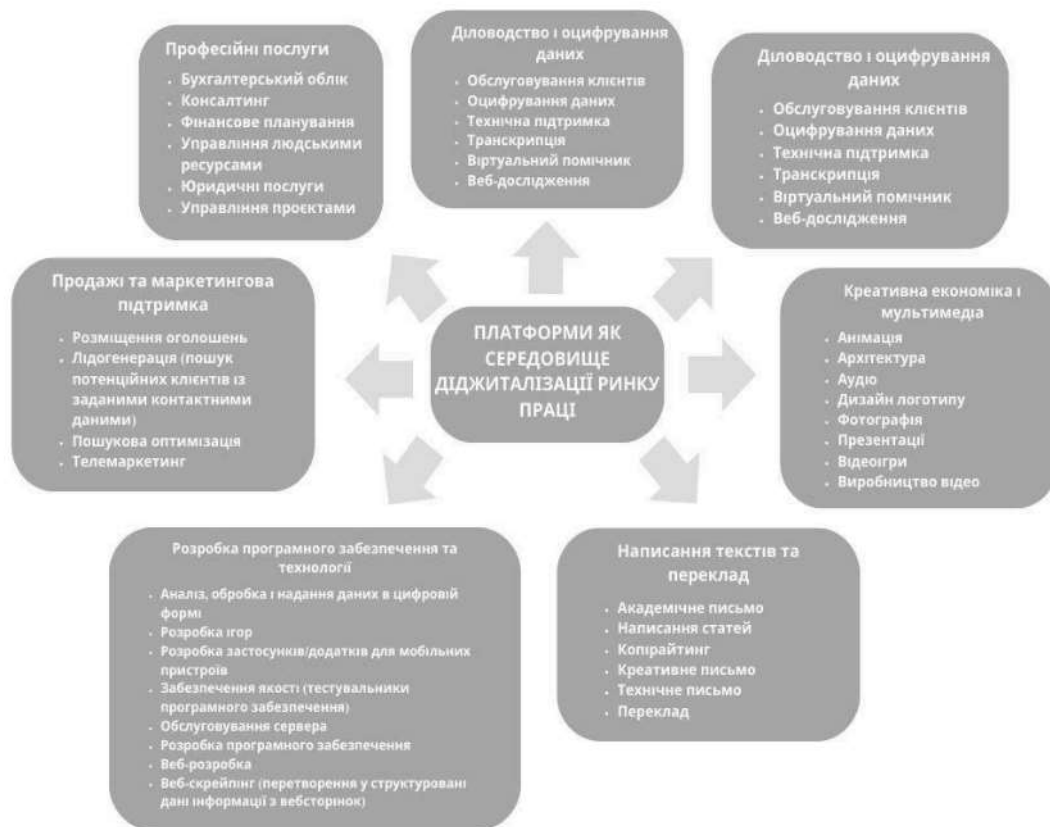 Професійні послуги
• Бухгалтерський облік
• Консалтинг
• Фінансове планування
• Управління людськими
ресурсами
• Юридичні послуги
• Управління проєктами
Діловодство і оцифрування
даних
• Обслуговування клієнтів
• Оцифрування даних
• Технічна підтримка
• Транскрипція
• Віртуальний помічник
• Веб-дослідження
Діловодство і оцифрування
даних
• Обслуговування клієнтів
• Оцифрування даних
• Технічна підтримка
• Транскрипція
• Віртуальний помічник
• Веб-дослідження
Продажі та маркетингова
підтримка
• Розміщення оголошень
• Лідогенерація (пошук
потенційних клієнтів із
заданими контактними
даними)
• Пошукова оптимізація
• Телемаркетинг
ПЛАТФОРМИ ЯК
СЕРЕДОВИЩЕ
ДІДЖИТАЛІЗАЦІЇ РИНКУ
ПРАЦІ
Креативна економіка і
мультимедіа
• Анімація
• Архітектура
• Аудіо
• Дизайн логотипу
• Фотографія
• Презентації
• Відеоігри
• Виробництво відео
Розробка програмного забезпечення та
технології
• Аналіз, обробка і надання даних в цифровій
формі
• Розробка ігор
• Розробка застосунків/додатків для мобільних
пристроїв
• Забезпечення якості (тестувальники
програмного забезпечення)
• Обслуговування сервера
• Розробка програмного забезпечення
• Веб-розробка
• Веб-скрейпінг (перетворення у структуровані
дані інформації з вебсторінок)
Написання текстів та
переклад
• Академічне письмо
• Написання статей
• Копірайтинг
• Креативне письмо
• Технічне письмо
• Переклад